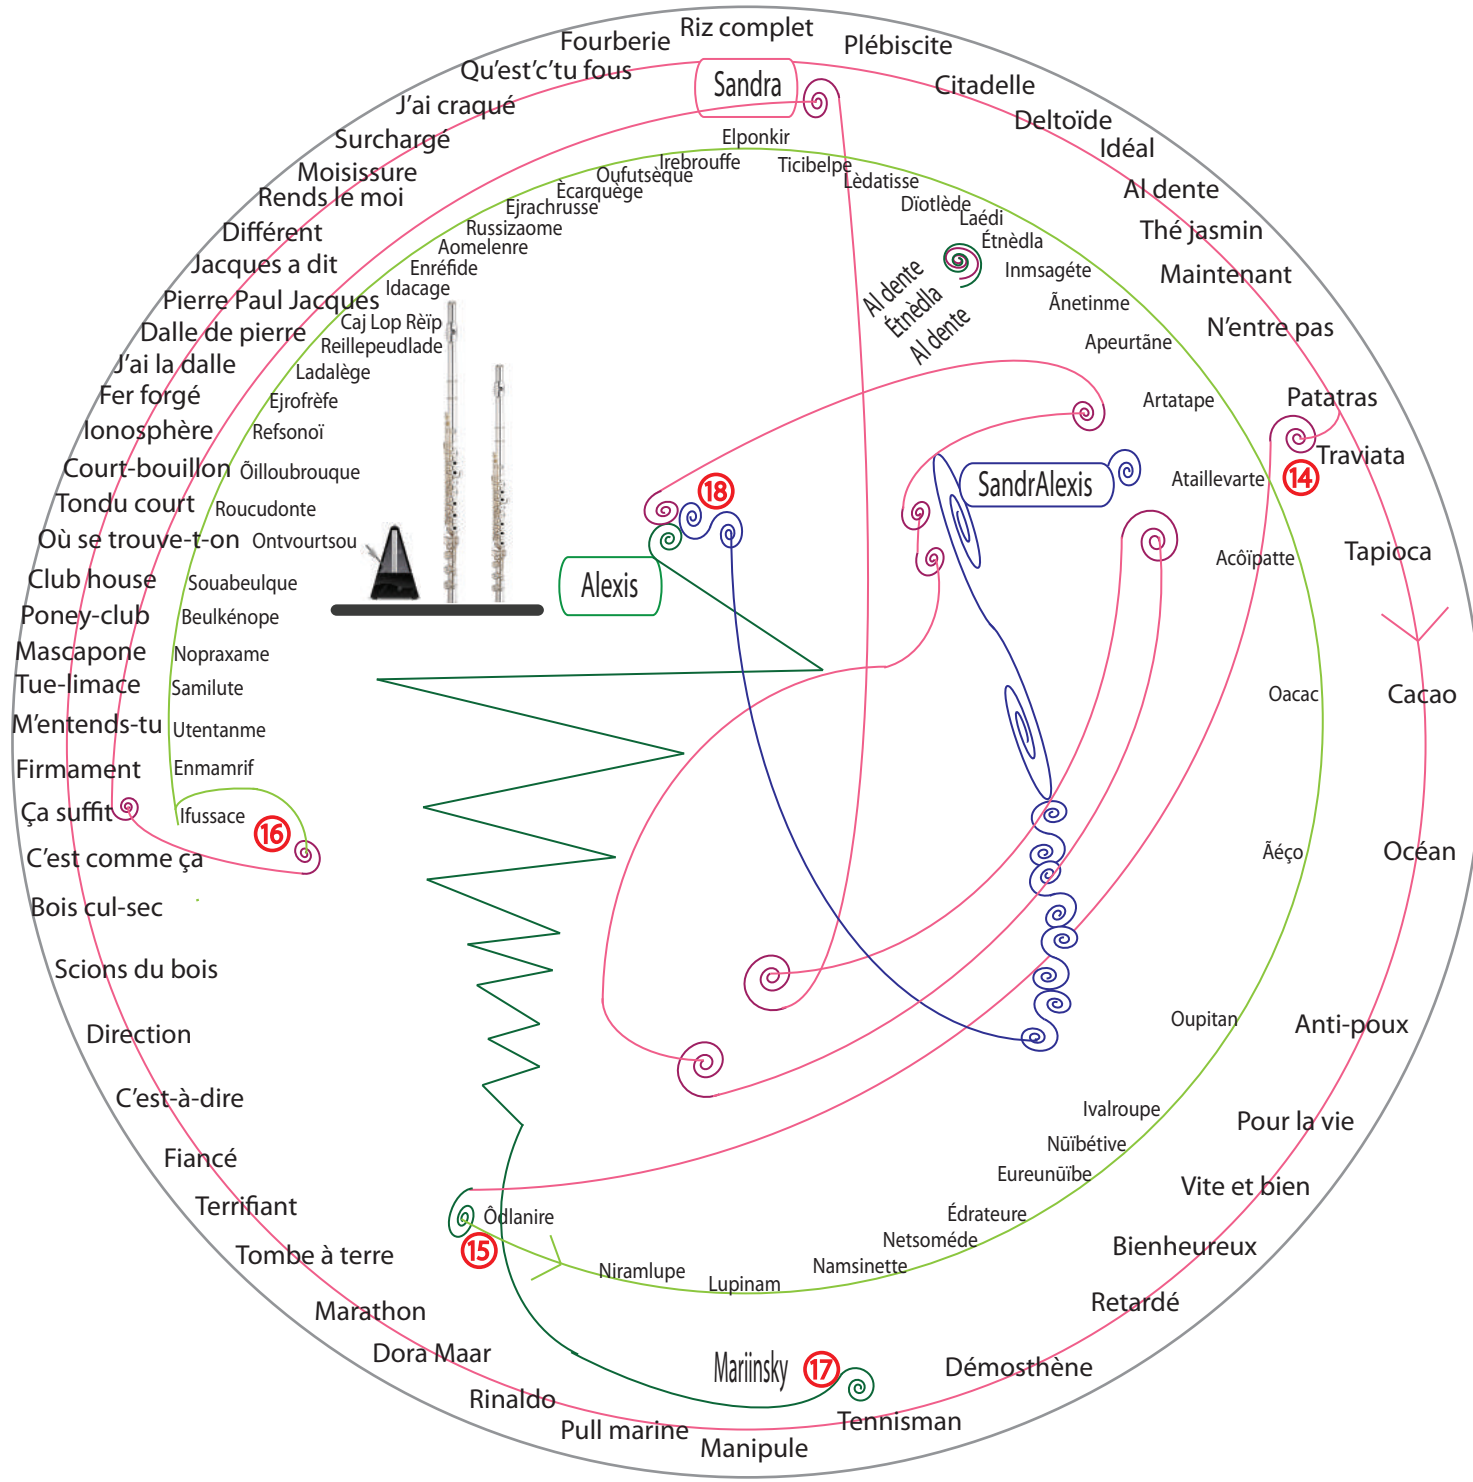 Riz complet
Plébiscite
Citadelle
Deltoïde
Idéal
Al dente
Thé jasmin
Maintenant
N'entre pas
Patatras
Traviata
Tapioca
Cacao
Océan
Anti-poux
Pour la vie
Vite et bien
Bienheureux
Retardé
Démosthène
Tennisman
Manipule
Pull marine
Rinaldo
Dora Maar
Marathon
Tombe à terre
Terrifiant
Fiancé
C'est-à-dire
Direction
Scions du bois
Bois cul-sec
C'est comme ça
Ça suffit
Firmament
M'entends-tu
Tue-limace
Mascapone
Poney-club
Club house
Où se trouve-t-on
Tondu court
Court-bouillon
Ionosphère
Fer forgé
J'ai la dalle
Dalle de pierre
Pierre Paul Jacques
Jacques a dit
Différent
Rends le moi
Moisissure
Surchargé
J'ai craqué
Qu'est'c'tu fous
Fourberie
Sandra
Elponkir
Ticibelpe
Lèdatisse
Dïotlède
Laédi
Étnèdla
Inmsagéte
Ãnetinme
Apeurtãne
Artatape
Ataillevarte
Acôïpatte
Oacac
Ãéço
Oupitan
Ivalroupe
Nũïbétive
Eureunũïbe
Édrateure
Netsoméde
Namsinette
Lupinam
Niramlupe
Ôdlanire
Ifussace
Enmamrif
Utentanme
Samilute
Nopraxame
Beulkénope
Souabeulque
Ontvourtsou
Roucudonte
Õilloubrouque
Refsonoï
Ejrofrèfe
Ladalège
Reillepeudlade
Caj Lop Rèïp
Idacage
Enréfide
Aomelenre
Russizaome
Ejrachrusse
Ècarquège
Oufutsèque
Irebrouffe
Al dente
Étnèdla
Al dente
SandrAlexis
Alexis
Mariinsky
14
15
16
17
18